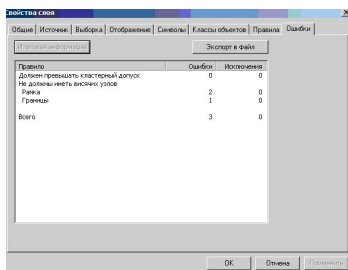 войства слоя
Общие Источник Выборка Отображение Символы Классы объектов Правила Ошибки
Итоговая информация Экспорт в файл
Правило Ошибки Исключения
Должен превышать кластерный допуск 0 0
Не должны иметь висячих узлов
Рамка 2 0
Границы 1 0
Всего 3 0
OK Отмена Применить